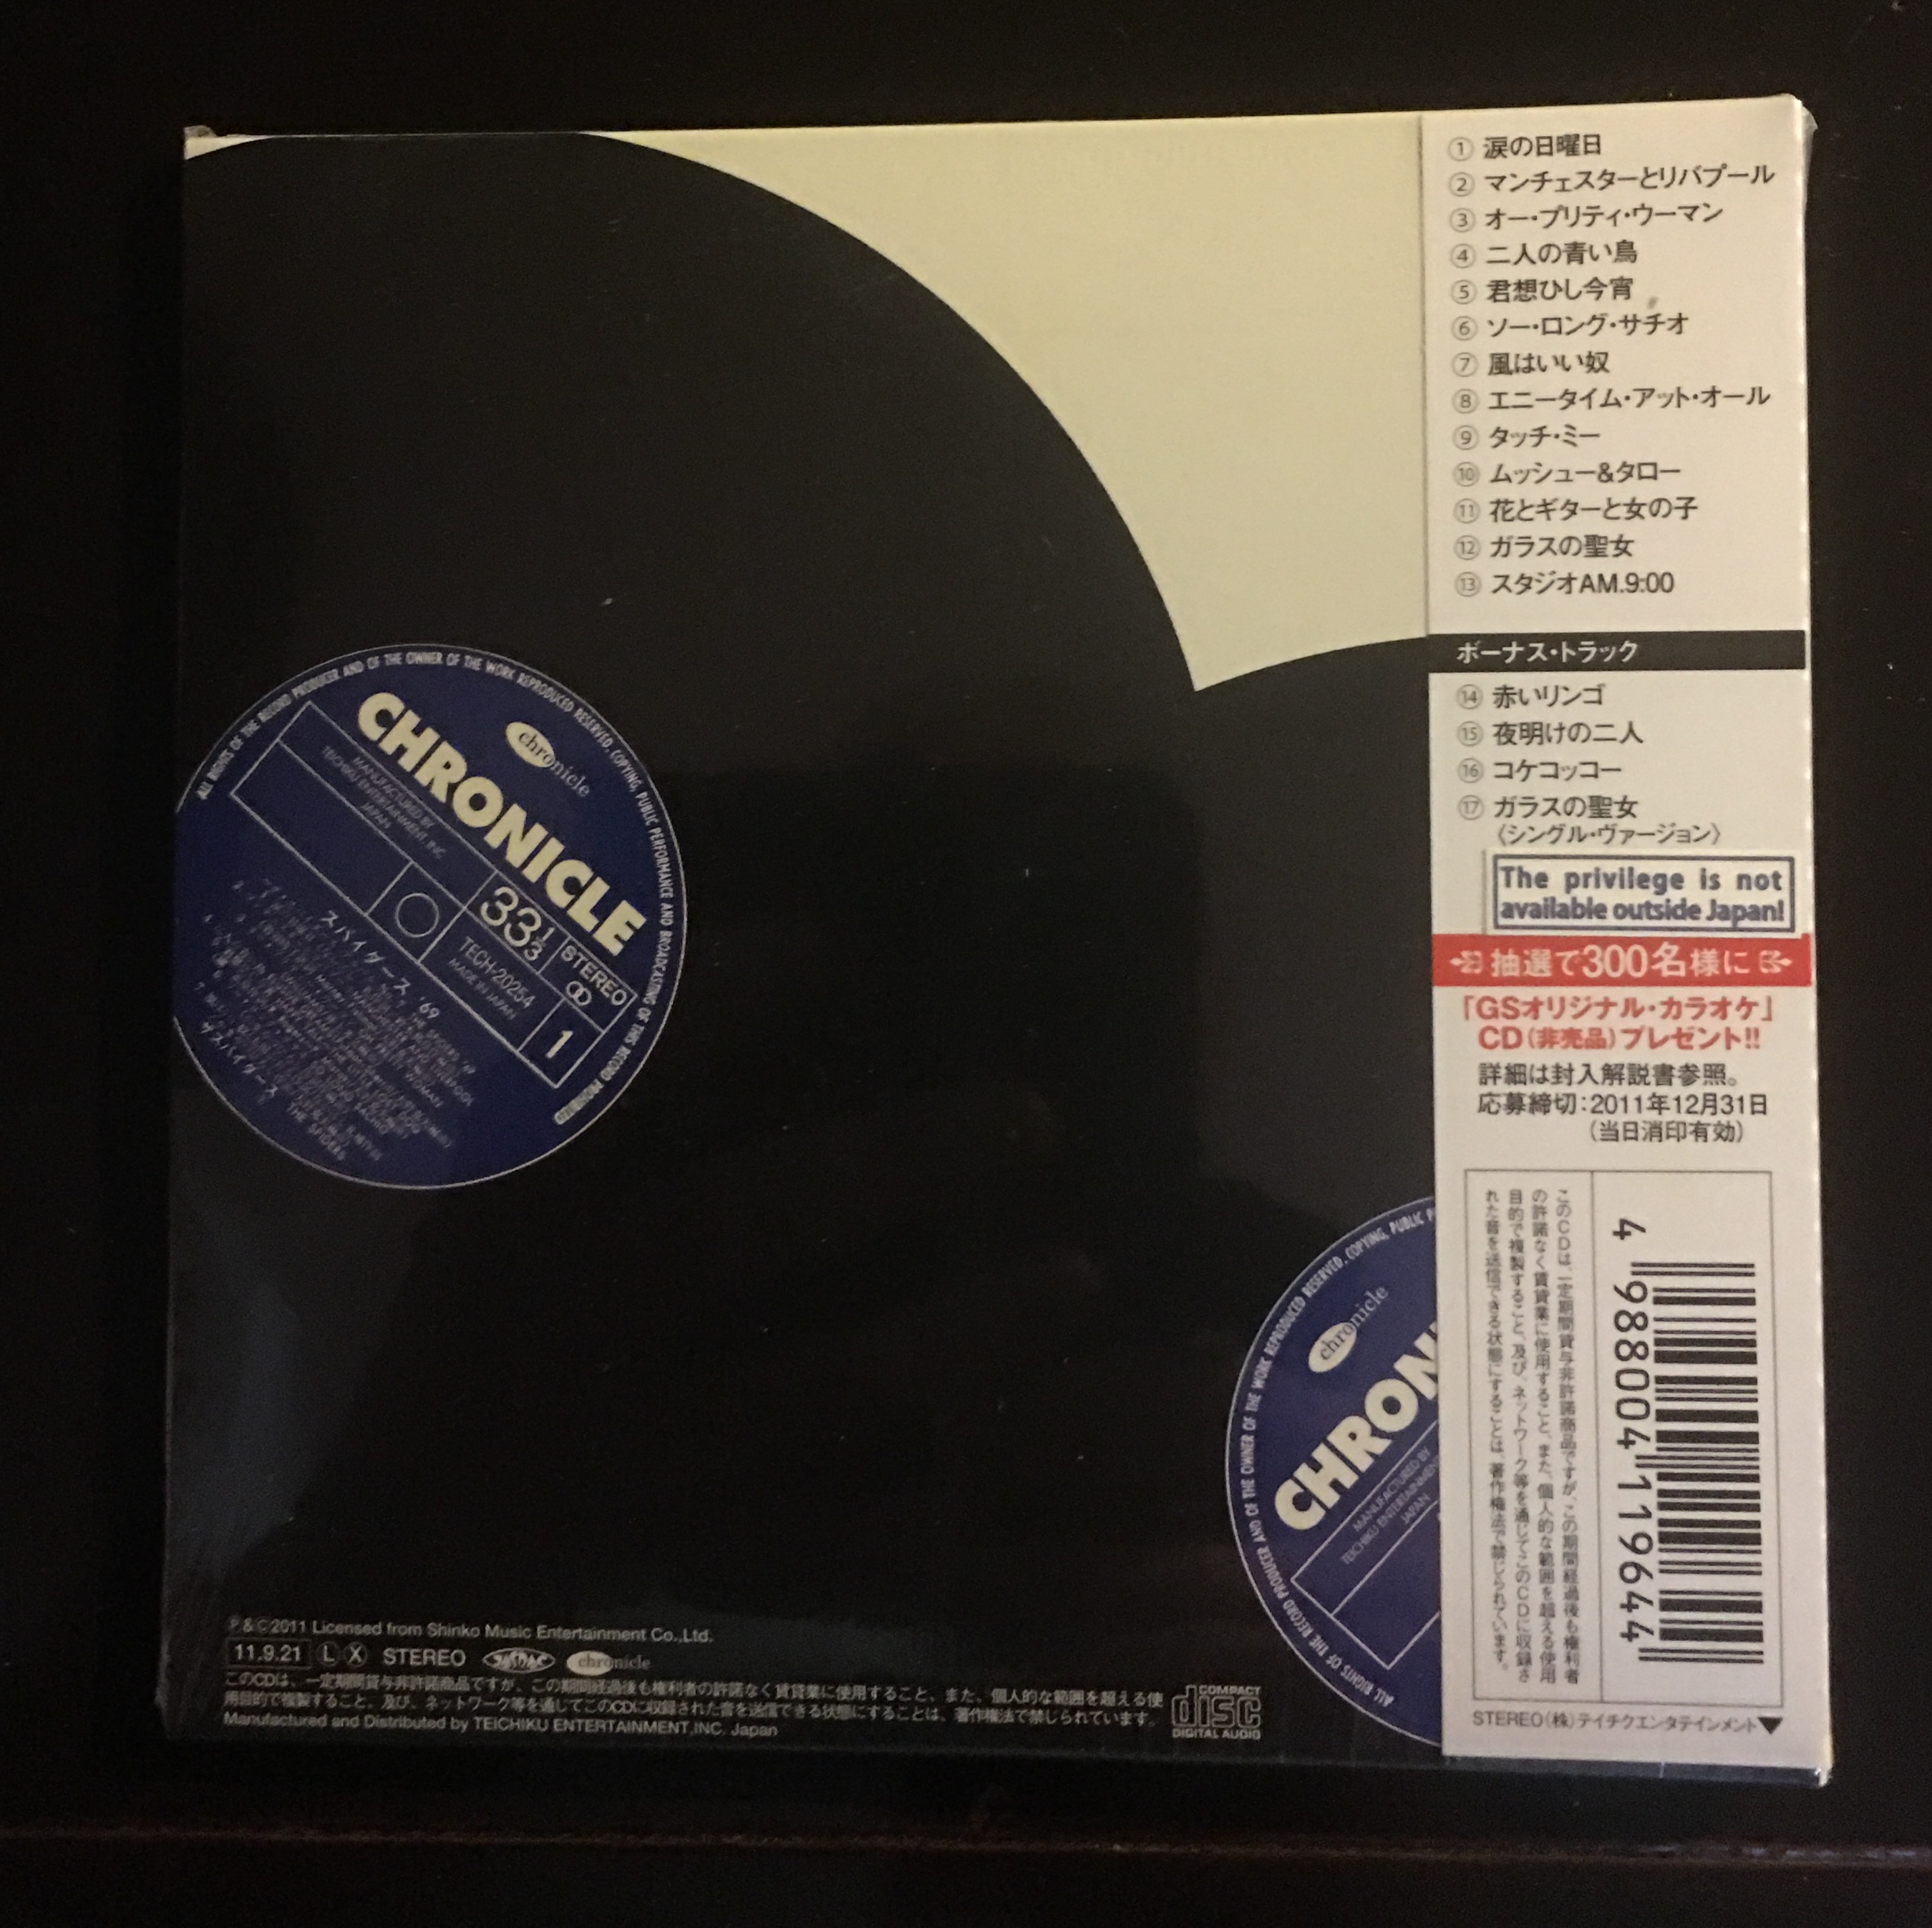 ① 涙の日曜日
② マンチェスターとリバプール
③ オー・プリティ・ウーマン
④ 二人の青い鳥
⑤ 君想ひし今宵
⑥ ソー・ロング・サチオ
⑦ 風はいい奴
⑧ エニータイム・アット・オール
⑨ タッチ・ミー
⑩ ムッシュー&タロー
⑪ 花とギターと女の子
⑫ ガラスの聖女
⑬ スタジオAM.9:00
ボーナス・トラック
⑭ 赤いリンゴ
⑮ 夜明けの二人
⑯ コケコッコー
⑰ ガラスの聖女
〈シングル・ヴァージョン〉
The privilege is not
available outside Japan!
抽選で300名様に
「GSオリジナル・カラオケ」
CD(非売品)プレゼント!!
詳細は封入解説書参照。
応募締切:2011年12月31日
(当日消印有効)
このCDは、一定期間貸与非許諾商品ですが、この期間経過後も権利者
の許諾なく賃貸業に使用すること、また、個人的な範囲を超える使用
目的で複製すること、及び、ネットワーク等を通じてこのCDに収録さ
れた音を送信できる状態にすることは、著作権法で禁じられています。
4 988004 119644
STEREO (株)テイチクエンタテインメント▼
ALL RIGHTS OF THE RECORD PRODUCER AND OF THE OWNER OF THE WORK REPRODUCED RESERVED. COPYING, PUBLIC PERFORMANCE AND BROADCASTING OF THIS RECORD PROHIBITED
chronicle
CHRONICLE
MANUFACTURED BY
TEICHIKU ENTERTAINMENT, INC.
JAPAN
33 1/3
STEREO
TECH-20254
MADE IN JAPAN
1
スパイダース '69
ザ・スパイダース
THE SPIDERS
ALL RIGHTS OF THE RECORD PRODUCER AND OF THE OWNER OF THE WORK REPRODUCED RESERVED. COPYING, PUBLIC P
chronicle
CHRON
MANUFACTURED BY
TEICHIKU ENTERTAINMENT
JAPAN
Ⓟ&©2011 Licensed from Shinko Music Entertainment Co.,Ltd.
11.9.21 Ⓛ Ⓧ STEREO chronicle
このCDは、一定期間貸与非許諾商品ですが、この期間経過後も権利者の許諾なく賃貸業に使用すること、また、個人的な範囲を超える使
用目的で複製すること、及び、ネットワーク等を通じてこのCDに収録された音を送信できる状態にすることは、著作権法で禁じられています。
Manufactured and Distributed by TEICHIKU ENTERTAINMENT,INC. Japan
COMPACT
disc
DIGITAL AUDIO